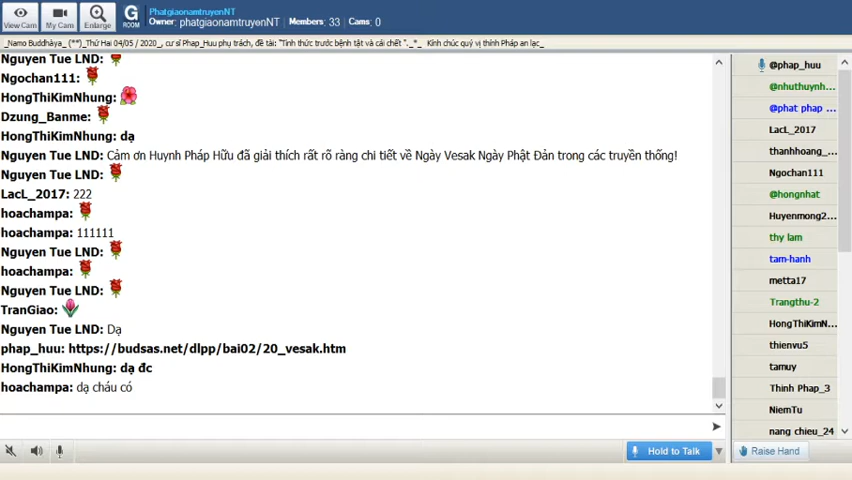 View Cam
My Cam
Enlarge
G
ROOM
PhatgiaonamtruyenNT
Owner: phatgiaonamtruyenNT Members: 33 Cams: 0
_Namo Buddhàya_ (**)_Thứ Hai 04/05 / 2020_, cư sĩ Phap_Huu phụ trách, đề tài: "Tỉnh thức trước bệnh tật và cái chết "._*_ Kính chúc quý vị thính Pháp an lạc_
Nguyen Tue LND:
Ngochan111:
HongThiKimNhung:
Dzung_Banme:
HongThiKimNhung: dạ
Nguyen Tue LND: Cảm ơn Huynh Pháp Hữu đã giải thích rất rõ ràng chi tiết về Ngày Vesak Ngày Phật Đản trong các truyền thống!
Nguyen Tue LND:
LacL_2017: 222
hoachampa:
hoachampa: 111111
Nguyen Tue LND:
hoachampa:
Nguyen Tue LND:
TranGiao:
Nguyen Tue LND: Dạ
phap_huu: https://budsas.net/dlpp/bai02/20_vesak.htm
HongThiKimNhung: dạ đc
hoachampa: dạ cháu có
Hold to Talk
@phap_huu
@nhuthuynh...
@phat phap ...
LacL_2017
thanhhoang_...
Ngochan111
@hongnhat
Huyenmong2...
thy lam
tam-hanh
metta17
Trangthu-2
HongThiKimN...
thienvu5
tamuy
Thinh Phap_3
NiemTu
nang chieu_24
Raise Hand